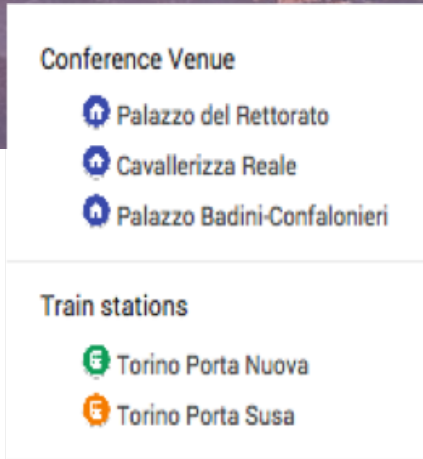 Conference Venue
Palazzo del Rettorato
Cavallerizza Reale
Palazzo Badini-Confalonieri
Train stations
Torino Porta Nuova
Torino Porta Susa